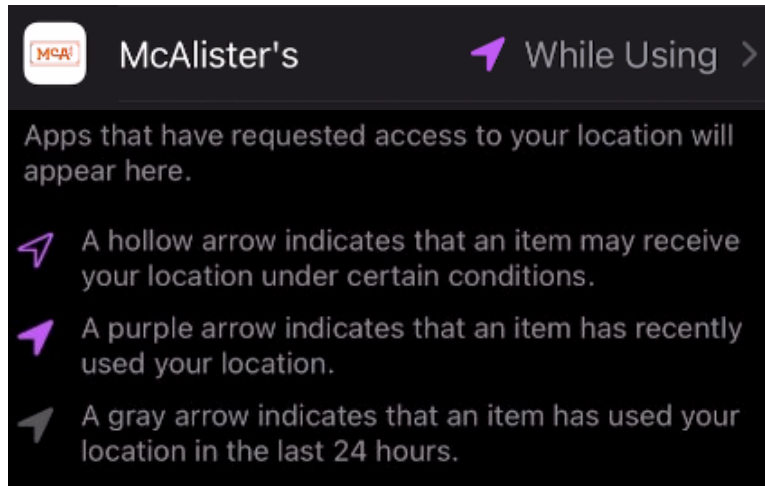 McA!
McAlister's While Using
Apps that have requested access to your location will
appear here.
A hollow arrow indicates that an item may receive
your location under certain conditions.
A purple arrow indicates that an item has recently
used your location.
A gray arrow indicates that an item has used your
location in the last 24 hours.